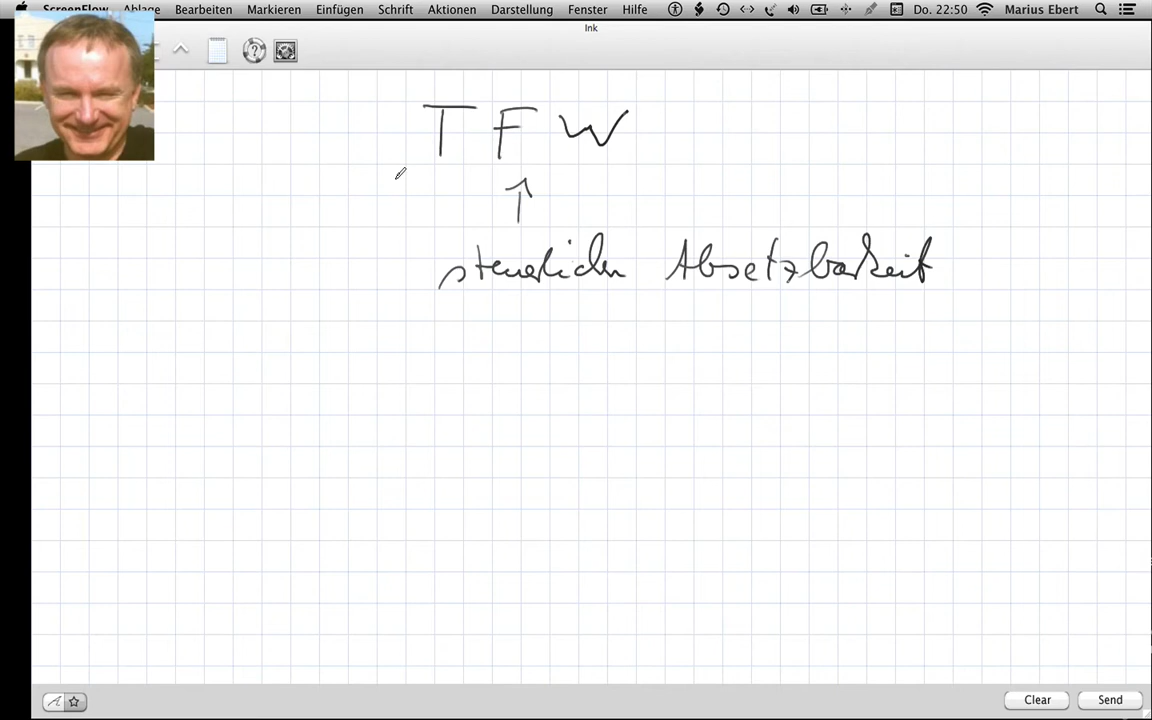 ScreenFlow Ablage Bearbeiten Markieren Einfügen Schrift Aktionen Darstellung Fenster Hilfe Do. 22:50 Marius Ebert
Ink
T F W
steuerlichen Absetzbarkeit
Clear Send